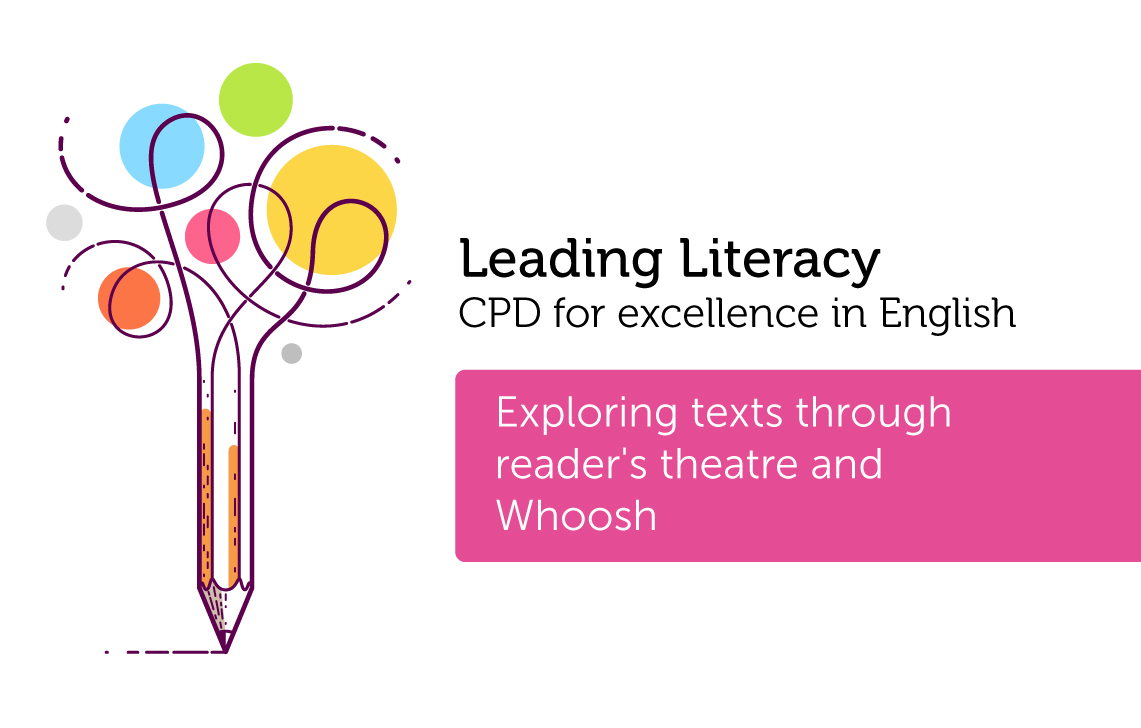 Leading Literacy
CPD for excellence in English
Exploring texts through
reader's theatre and
Whoosh